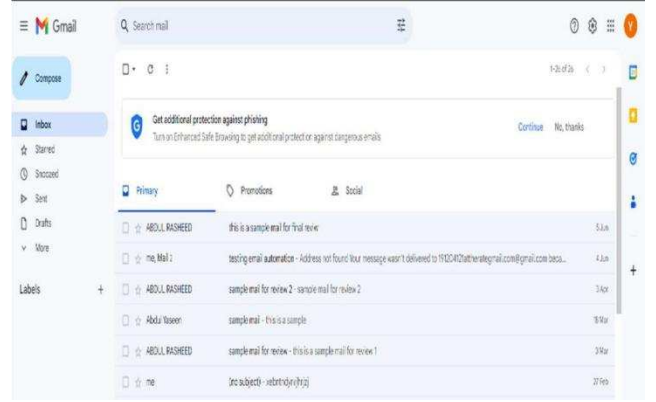 Gmail
Search mail
Y
Compose
1-26 of 26
Get additional protection against phishing
Turn on Enhanced Safe Browsing to get additional protection against dangerous emails
Continue No, thanks
Inbox
Starred
Snoozed
Sent
Drafts
More
Labels +
Primary Promotions Social
ABDUL RASHEED this is a sample mail for final review 5 Jun
me, Mail 2 testing email automation - Address not found Your message wasn't delivered to beca... 4 Jun
ABDUL RASHEED sample mail for review 2 - sample mail for review 2 3 Apr
Abdul Yaseen sample mail - this is a sample 18 Mar
ABDUL RASHEED sample mail for review - this is a sample mail for review 1 3 Mar
me (no subject) - 27 Feb